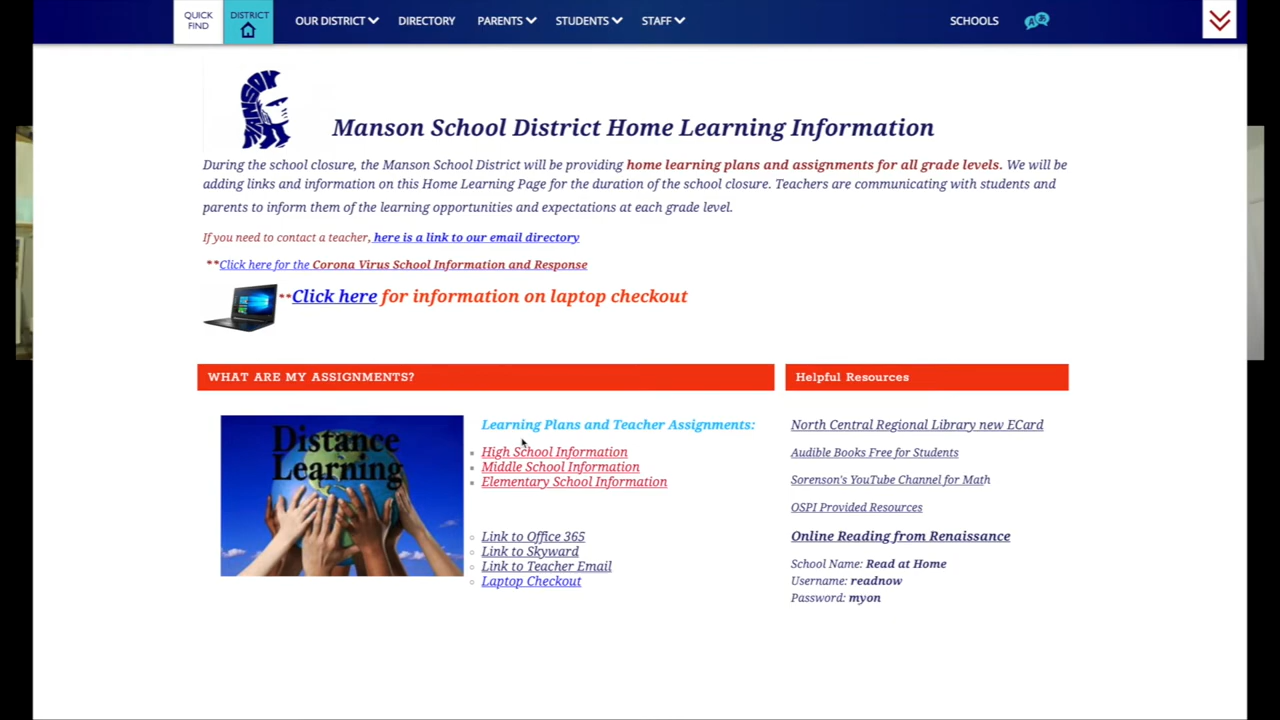 QUICK FIND
DISTRICT
OUR DISTRICT
DIRECTORY
PARENTS
STUDENTS
STAFF
SCHOOLS
MANSON
Manson School District Home Learning Information
During the school closure, the Manson School District will be providing home learning plans and assignments for all grade levels. We will be
adding links and information on this Home Learning Page for the duration of the school closure. Teachers are communicating with students and
parents to inform them of the learning opportunities and expectations at each grade level.
If you need to contact a teacher, here is a link to our email directory
**Click here for the Corona Virus School Information and Response
**Click here for information on laptop checkout
WHAT ARE MY ASSIGNMENTS?
Distance
Learning
Learning Plans and Teacher Assignments:
High School Information
Middle School Information
Elementary School Information
Link to Office 365
Link to Skyward
Link to Teacher Email
Laptop Checkout
Helpful Resources
North Central Regional Library new ECard
Audible Books Free for Students
Sorenson's YouTube Channel for Math
OSPI Provided Resources
Online Reading from Renaissance
School Name: Read at Home
Username: readnow
Password: myon